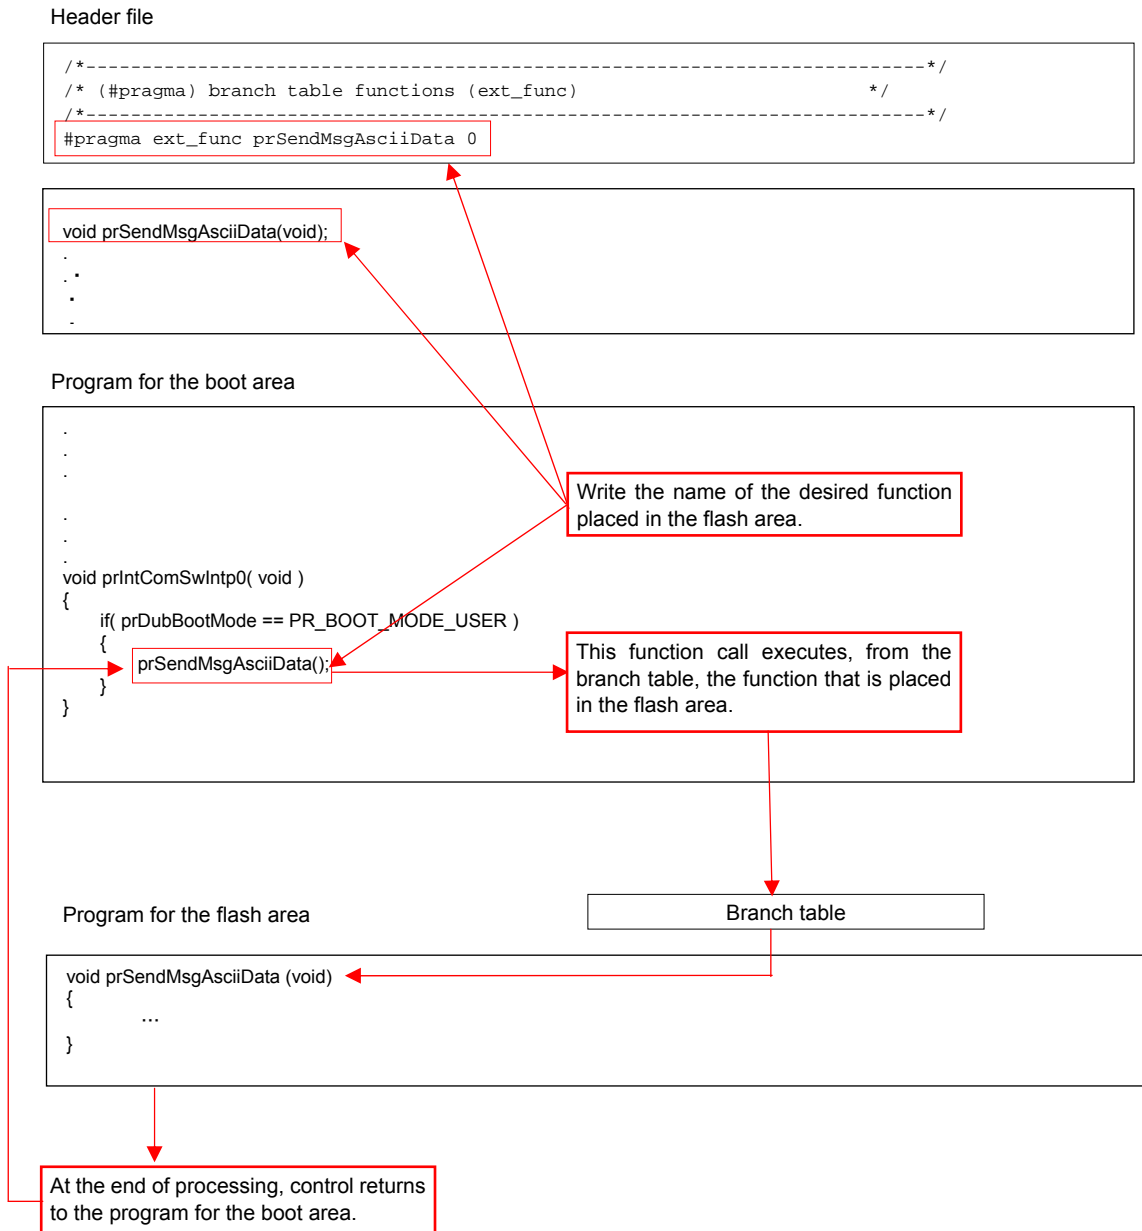 Header file
/*---------------------------------------------------------------------------*/
/* (#pragma) branch table functions (ext_func) */
/*---------------------------------------------------------------------------*/
#pragma ext_func prSendMsgAsciiData 0
void prSendMsgAsciiData(void);
.
. ▪
▪
.
Program for the boot area
.
.
.
.
.
.
Write the name of the desired function
placed in the flash area.
void prIntComSwIntp0( void )
{
if( prDubBootMode == PR_BOOT_MODE_USER )
{
prSendMsgAsciiData();
}
}
This function call executes, from the
branch table, the function that is placed
in the flash area.
Branch table
Program for the flash area
void prSendMsgAsciiData (void)
{
…
}
At the end of processing, control returns
to the program for the boot area.